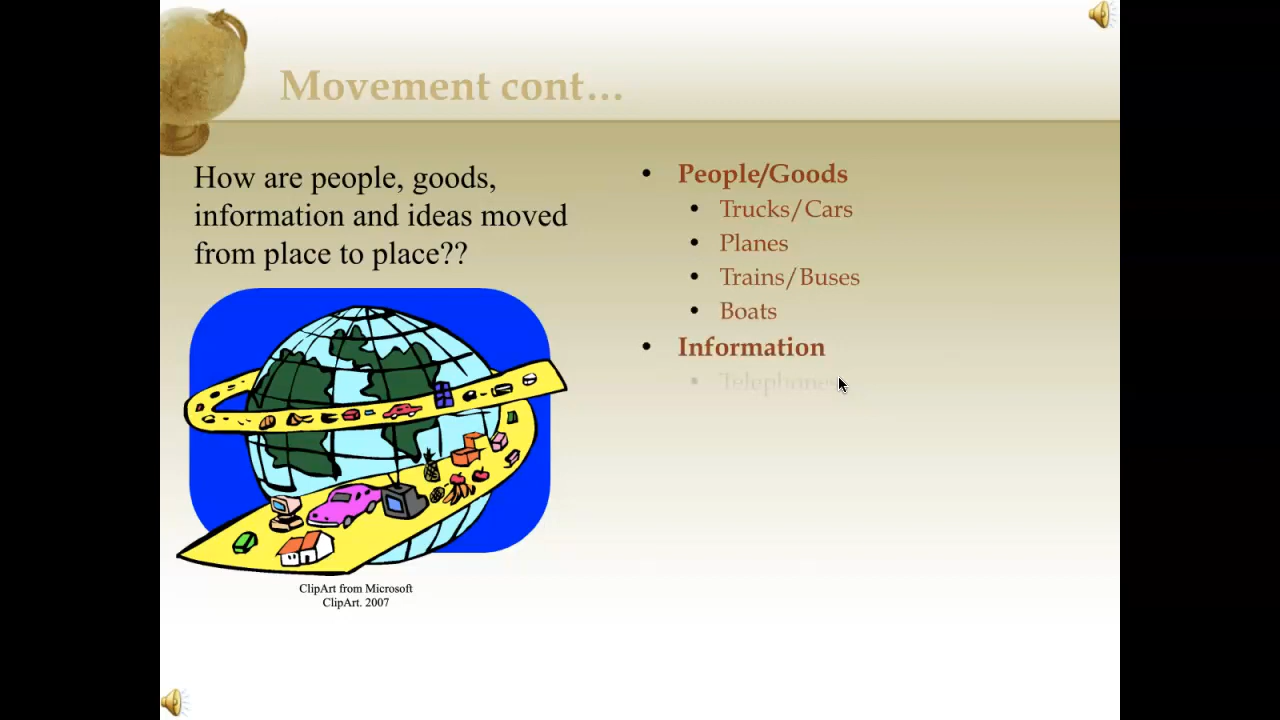 Movement cont…
How are people, goods,
information and ideas moved
from place to place??
ClipArt from Microsoft
ClipArt. 2007
• People/Goods
• Trucks/Cars
• Planes
• Trains/Buses
• Boats
• Information
• Telephones